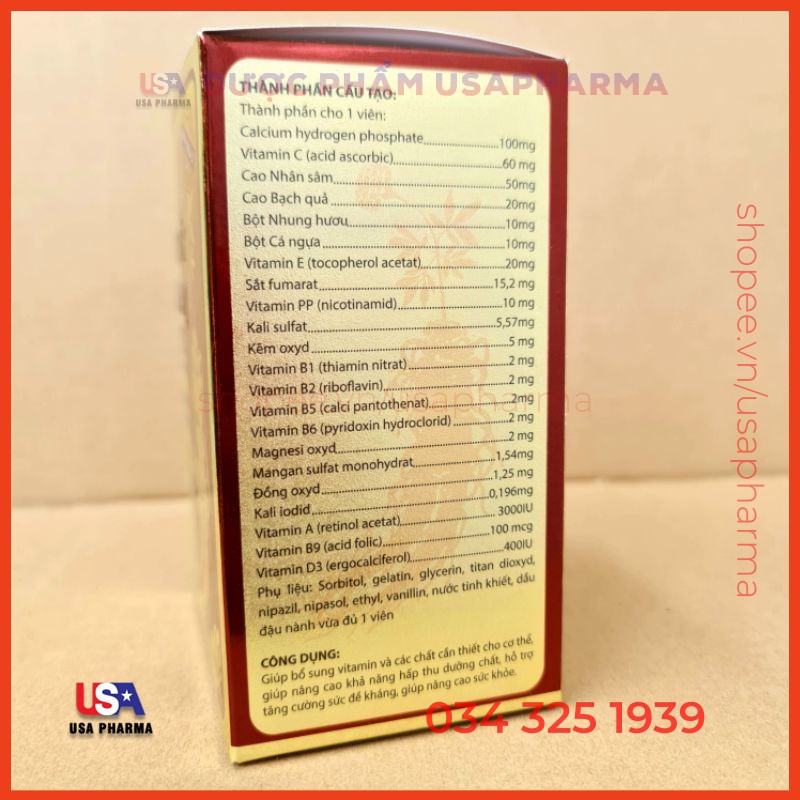 DƯỢC PHẨM USAPHARMA
USA
USA PHARMA
THÀNH PHẦN CẤU TẠO:
Thành phần cho 1 viên:
Calcium hydrogen phosphate 100mg
Vitamin C (acid ascorbic) 60 mg
Cao Nhân sâm 50mg
Cao Bạch quả 20mg
Bột Nhung hươu 10mg
Bột Cá ngựa 10mg
Vitamin E (tocopherol acetat) 20mg
Sắt fumarat 15,2 mg
Vitamin PP (nicotinamid) 10 mg
Kali sulfat 5,57mg
Kẽm oxyd 5 mg
Vitamin B1 (thiamin nitrat) 2 mg
Vitamin B2 (riboflavin) 2 mg
Vitamin B5 (calci pantothenat) 2mg
Vitamin B6 (pyridoxin hydroclorid) 2 mg
Magnesi oxyd 2 mg
Mangan sulfat monohydrat 1,54mg
Đồng oxyd 1,25 mg
Kali iodid 0,196mg
Vitamin A (retinol acetat) 3000IU
Vitamin B9 (acid folic) 100 mcg
Vitamin D3 (ergocalciferol) 400IU
Phụ liệu: Sorbitol, gelatin, glycerin, titan dioxyd,
nipazil, nipasol, ethyl, vanillin, nước tinh khiết, dầu
đậu nành vừa đủ 1 viên
CÔNG DỤNG:
Giúp bổ sung vitamin và các chất cần thiết cho cơ thể,
giúp nâng cao khả năng hấp thu dưỡng chất, hỗ trợ
tăng cường sức đề kháng, giúp nâng cao sức khỏe.
shopee.vn/usapharma
shopee.vn/usapharma
USA
USA PHARMA
034 325 1939